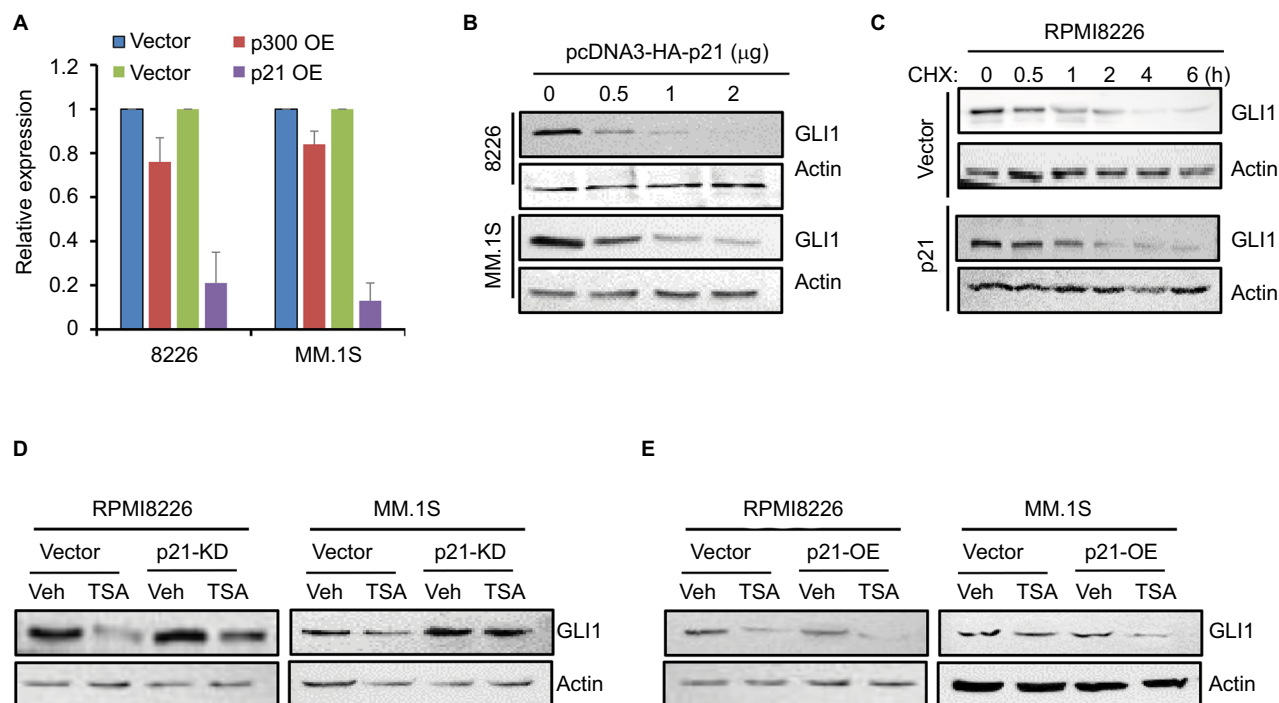 A
Vector
p300 OE
Vector
p21 OE
Relative expression
1.2
1
0.8
0.6
0.4
0.2
0
8226
MM.1S
B
pcDNA3-HA-p21 (μg)
0 0.5 1 2
8226
GLI1
Actin
MM.1S
GLI1
Actin
C
RPMI8226
CHX: 0 0.5 1 2 4 6 (h)
Vector
GLI1
Actin
p21
GLI1
Actin
D
RPMI8226
MM.1S
Vector p21-KD
Vector p21-KD
Veh TSA Veh TSA
Veh TSA Veh TSA
GLI1
Actin
E
RPMI8226
MM.1S
Vector p21-OE
Vector p21-OE
Veh TSA Veh TSA
Veh TSA Veh TSA
GLI1
Actin